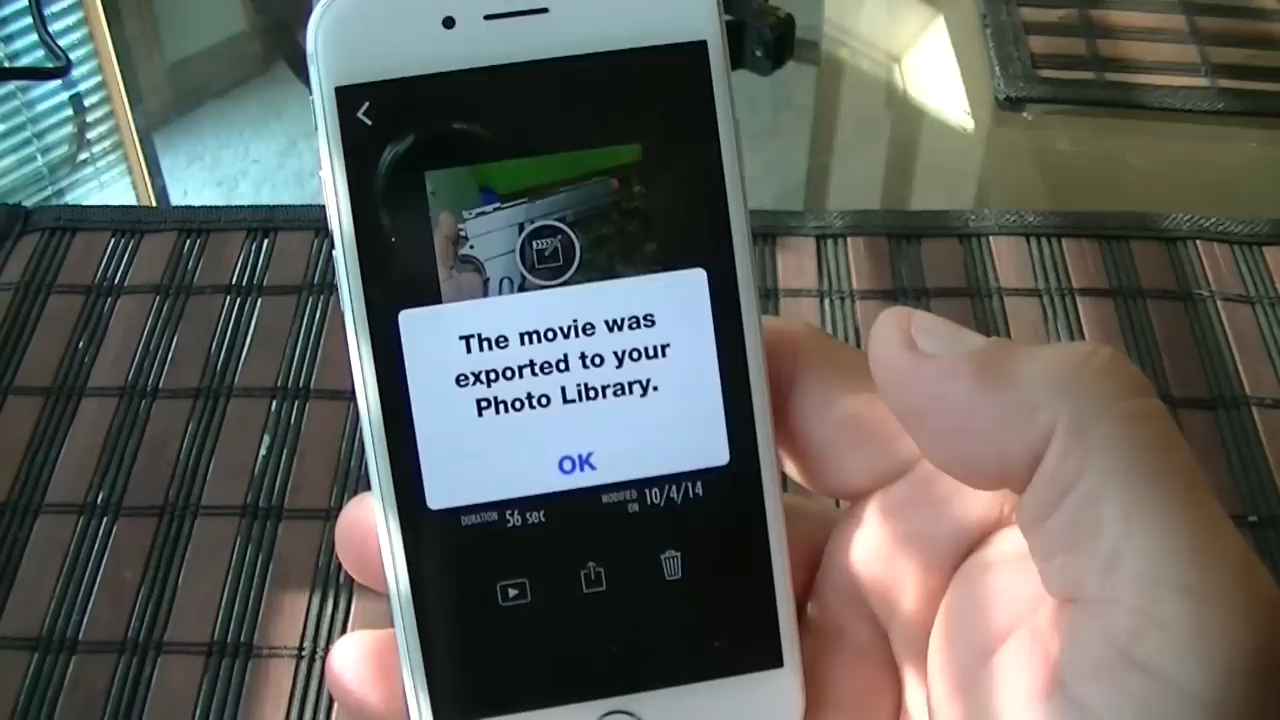 The movie was
exported to your
Photo Library.
OK
DURATION 56 sec
MODIFIED ON 10/4/14